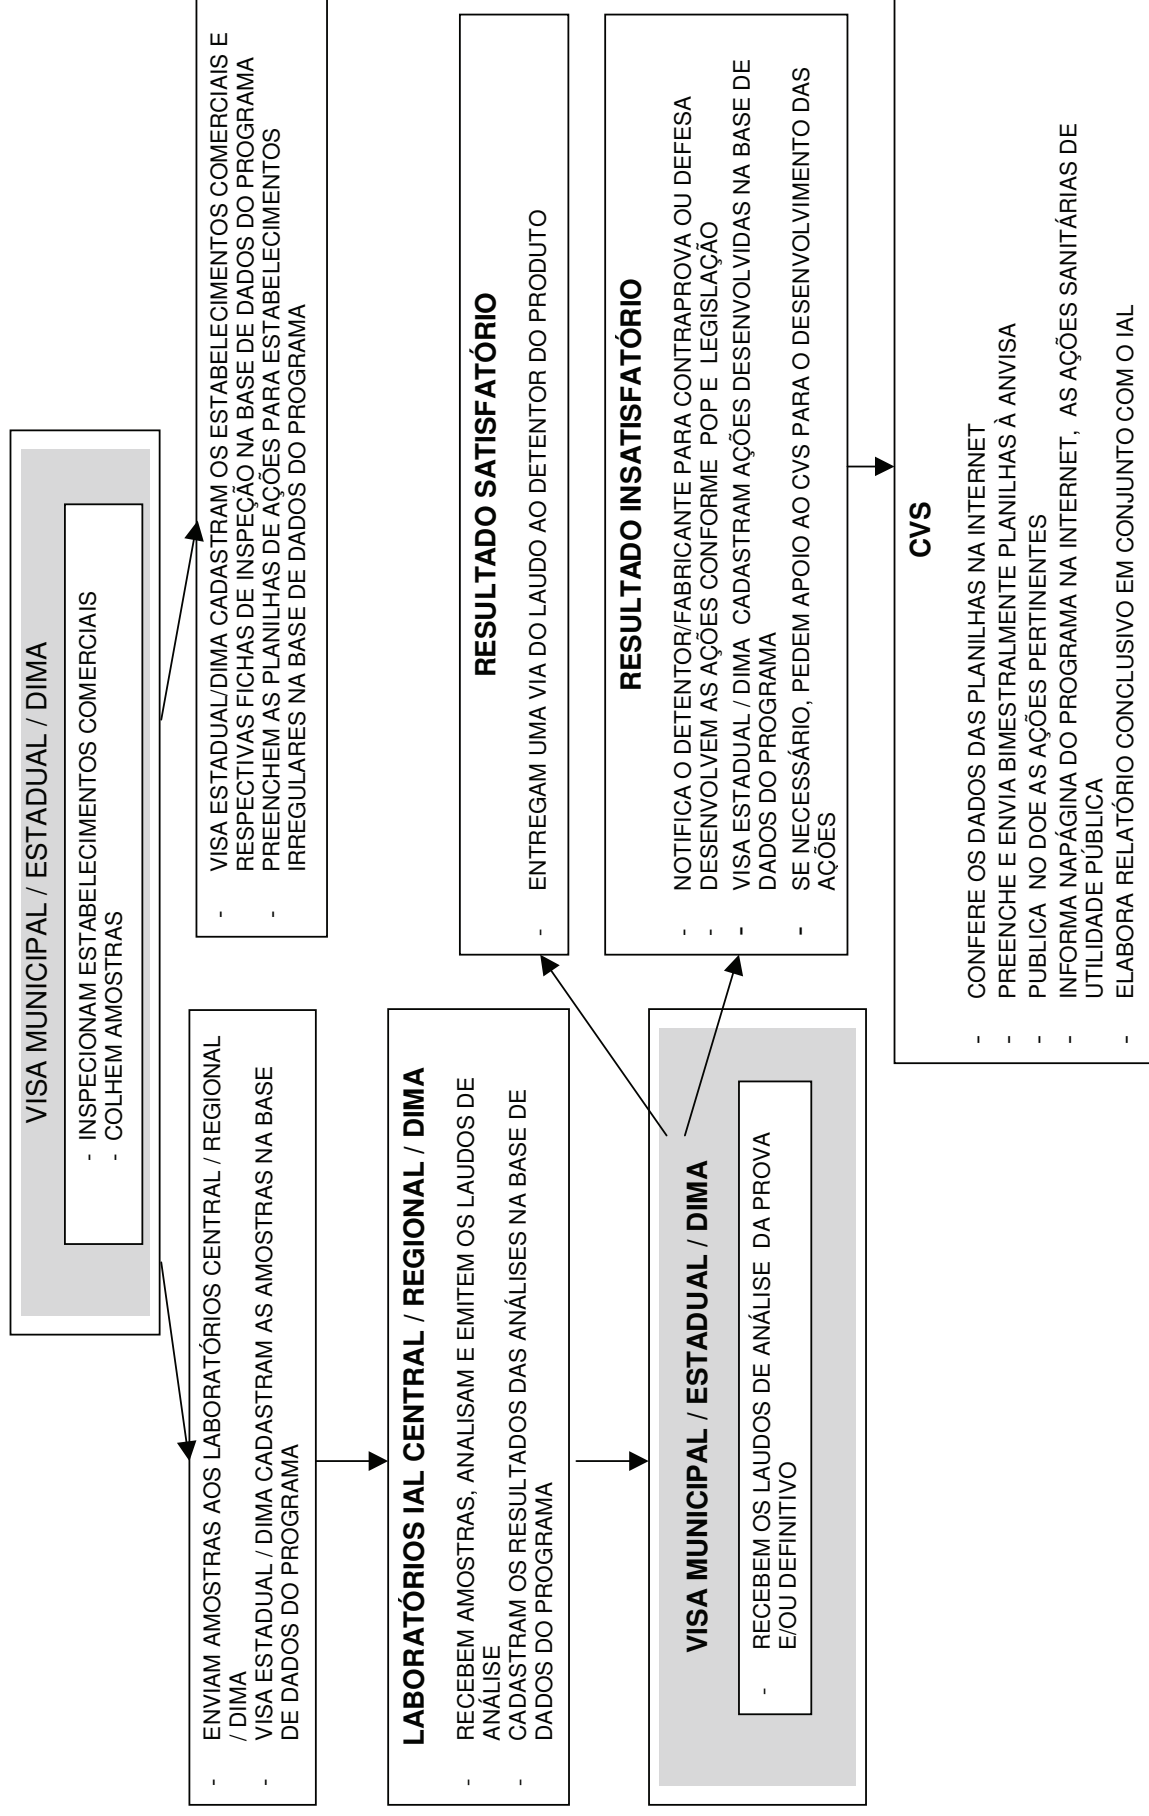 VISA MUNICIPAL / ESTADUAL / DIMA
- INSPECIONAM ESTABELECIMENTOS COMERCIAIS
- COLHEM AMOSTRAS
- ENVIAM AMOSTRAS AOS LABORATÓRIOS CENTRAL / REGIONAL
/ DIMA
- VISA ESTADUAL / DIMA CADASTRAM AS AMOSTRAS NA BASE
DE DADOS DO PROGRAMA
- VISA ESTADUAL/DIMA CADASTRAM OS ESTABELECIMENTOS COMERCIAIS E
RESPECTIVAS FICHAS DE INSPEÇÃO NA BASE DE DADOS DO PROGRAMA
- PREENCHEM AS PLANILHAS DE AÇÕES PARA ESTABELECIMENTOS
IRREGULARES NA BASE DE DADOS DO PROGRAMA
LABORATÓRIOS IAL CENTRAL / REGIONAL / DIMA
- RECEBEM AMOSTRAS, ANALISAM E EMITEM OS LAUDOS DE
ANÁLISE
- CADASTRAM OS RESULTADOS DAS ANÁLISES NA BASE DE
DADOS DO PROGRAMA
VISA MUNICIPAL / ESTADUAL / DIMA
- RECEBEM OS LAUDOS DE ANÁLISE DA PROVA
E/OU DEFINITIVO
RESULTADO SATISFATÓRIO
- ENTREGAM UMA VIA DO LAUDO AO DETENTOR DO PRODUTO
RESULTADO INSATISFATÓRIO
- NOTIFICA O DETENTOR/FABRICANTE PARA CONTRAPROVA OU DEFESA
- DESENVOLVEM AS AÇÕES CONFORME POP E LEGISLAÇÃO
- VISA ESTADUAL / DIMA CADASTRAM AÇÕES DESENVOLVIDAS NA BASE DE
DADOS DO PROGRAMA
- SE NECESSÁRIO, PEDEM APOIO AO CVS PARA O DESENVOLVIMENTO DAS
AÇÕES
CVS
- CONFERE OS DADOS DAS PLANILHAS NA INTERNET
- PREENCHE E ENVIA BIMESTRALMENTE PLANILHAS À ANVISA
- PUBLICA NO DOE AS AÇÕES PERTINENTES
- INFORMA NAPÁGINA DO PROGRAMA NA INTERNET, AS AÇÕES SANITÁRIAS DE
UTILIDADE PÚBLICA
- ELABORA RELATÓRIO CONCLUSIVO EM CONJUNTO COM O IAL